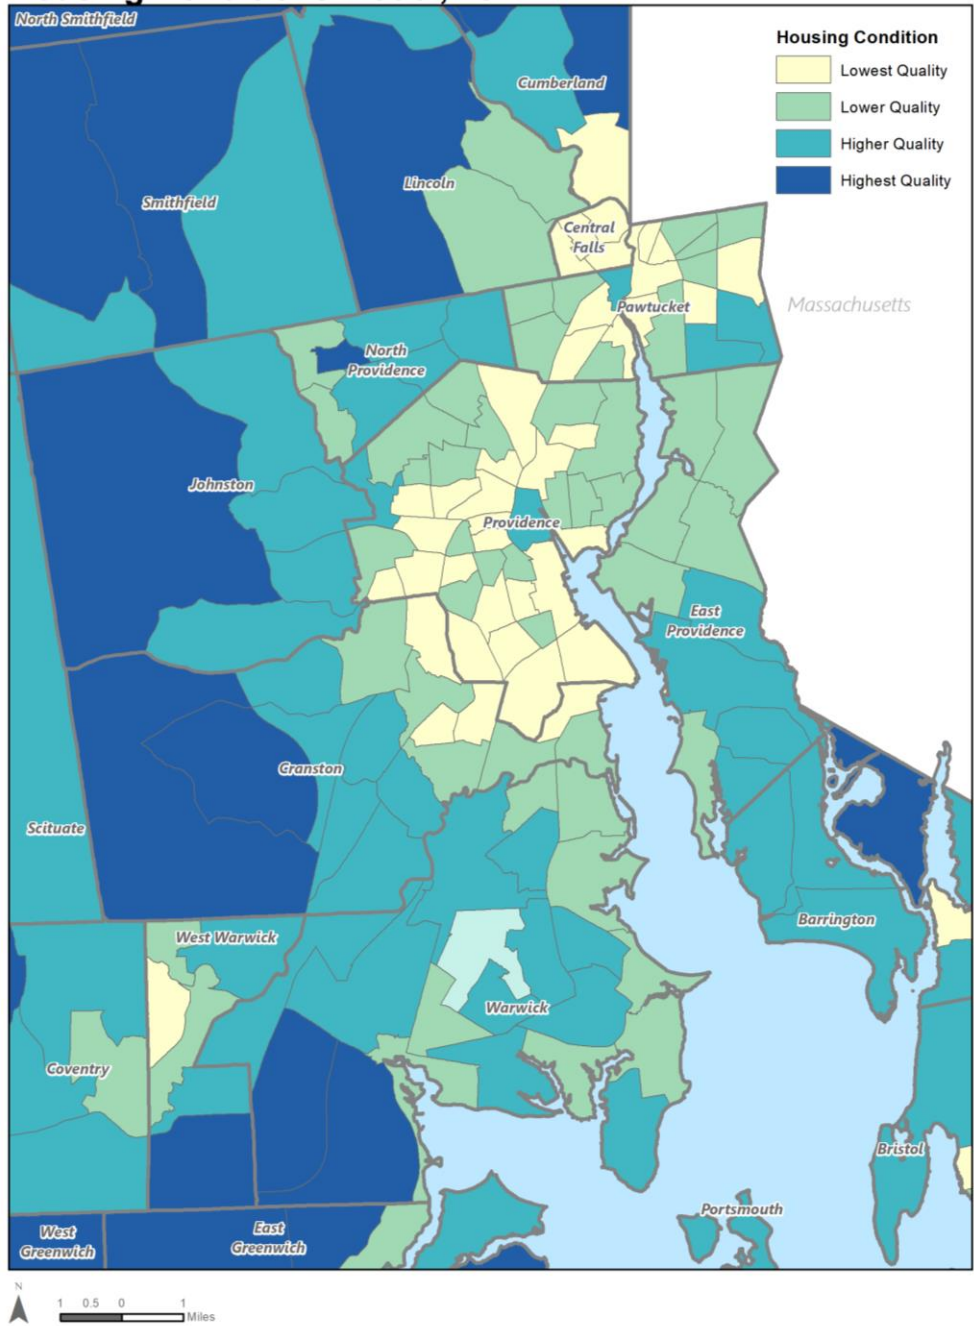 Housing Condition
Lowest Quality
Lower Quality
Higher Quality
Highest Quality
North Smithfield
Cumberland
Smithfield
Lincoln
Central
Falls
Pawtucket
Massachusetts
North
Providence
Johnston
Providence
East
Providence
Cranston
Scituate
Barrington
West Warwick
Warwick
Coventry
Bristol
Portsmouth
West
Greenwich
East
Greenwich
N
1 0.5 0 1
Miles